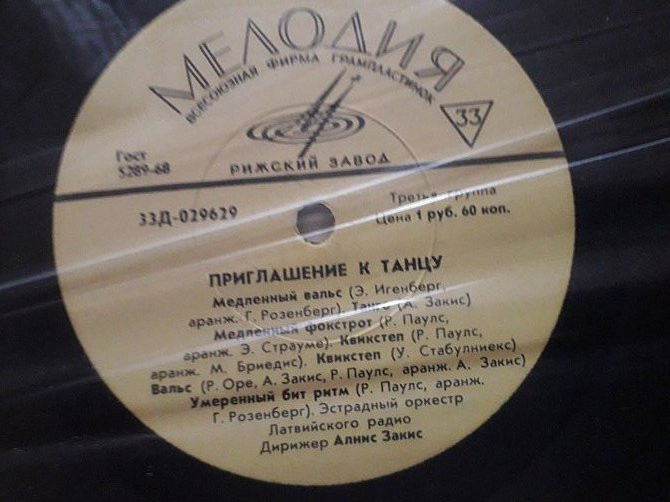 МЕЛОДИЯ
ВСЕСОЮЗНАЯ ФИРМА ГРАМПЛАСТИНОК
33
Гост
5289-68
РИЖСКИЙ ЗАВОД
33Д-029629
Третья группа
Цена 1 руб. 60 коп.
ПРИГЛАШЕНИЕ К ТАНЦУ
Медленный вальс (Э. Игенберг,
аранж. Г. Розенберг). Танго (А. Закис)
Медленный фокстрот (Р. Паулс,
аранж. Э. Страуме). Квикстеп (Р. Паулс,
аранж. М. Бриедис). Квикстеп (У. Стабулниекс)
Вальс (Р. Оре, А. Закис, Р. Паулс, аранж. А. Закис)
Умеренный бит ритм (Р. Паулс, аранж.
Г. Розенберг). Эстрадный оркестр
Латвийского радио
Дирижер Алнис Закис